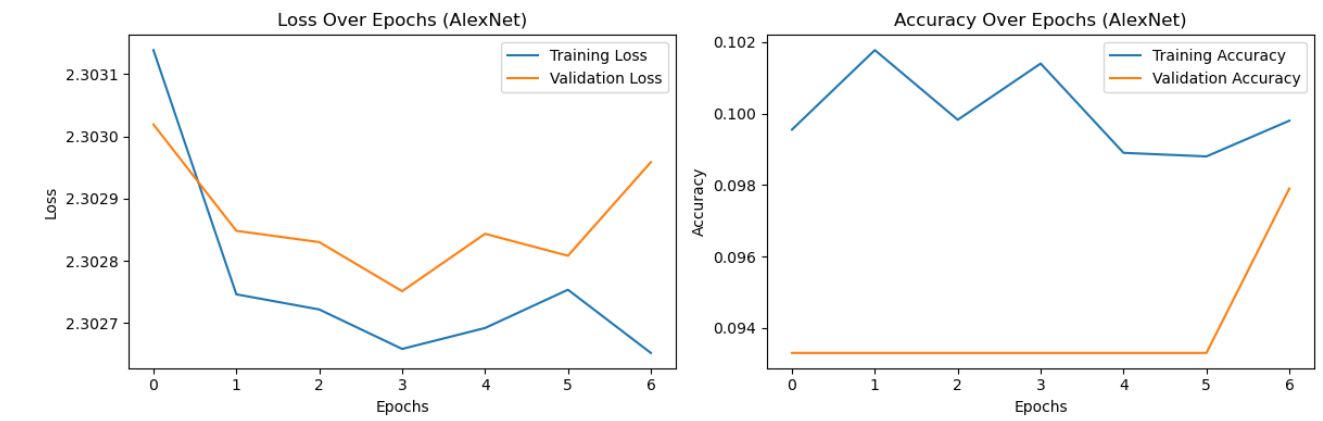 Loss Over Epochs (AlexNet)
Training Loss
Validation Loss
2.3031
2.3030
2.3029
2.3028
2.3027
Loss
0 1 2 3 4 5 6
Epochs
Accuracy Over Epochs (AlexNet)
Training Accuracy
Validation Accuracy
0.102
0.100
0.098
0.096
0.094
Accuracy
0 1 2 3 4 5 6
Epochs